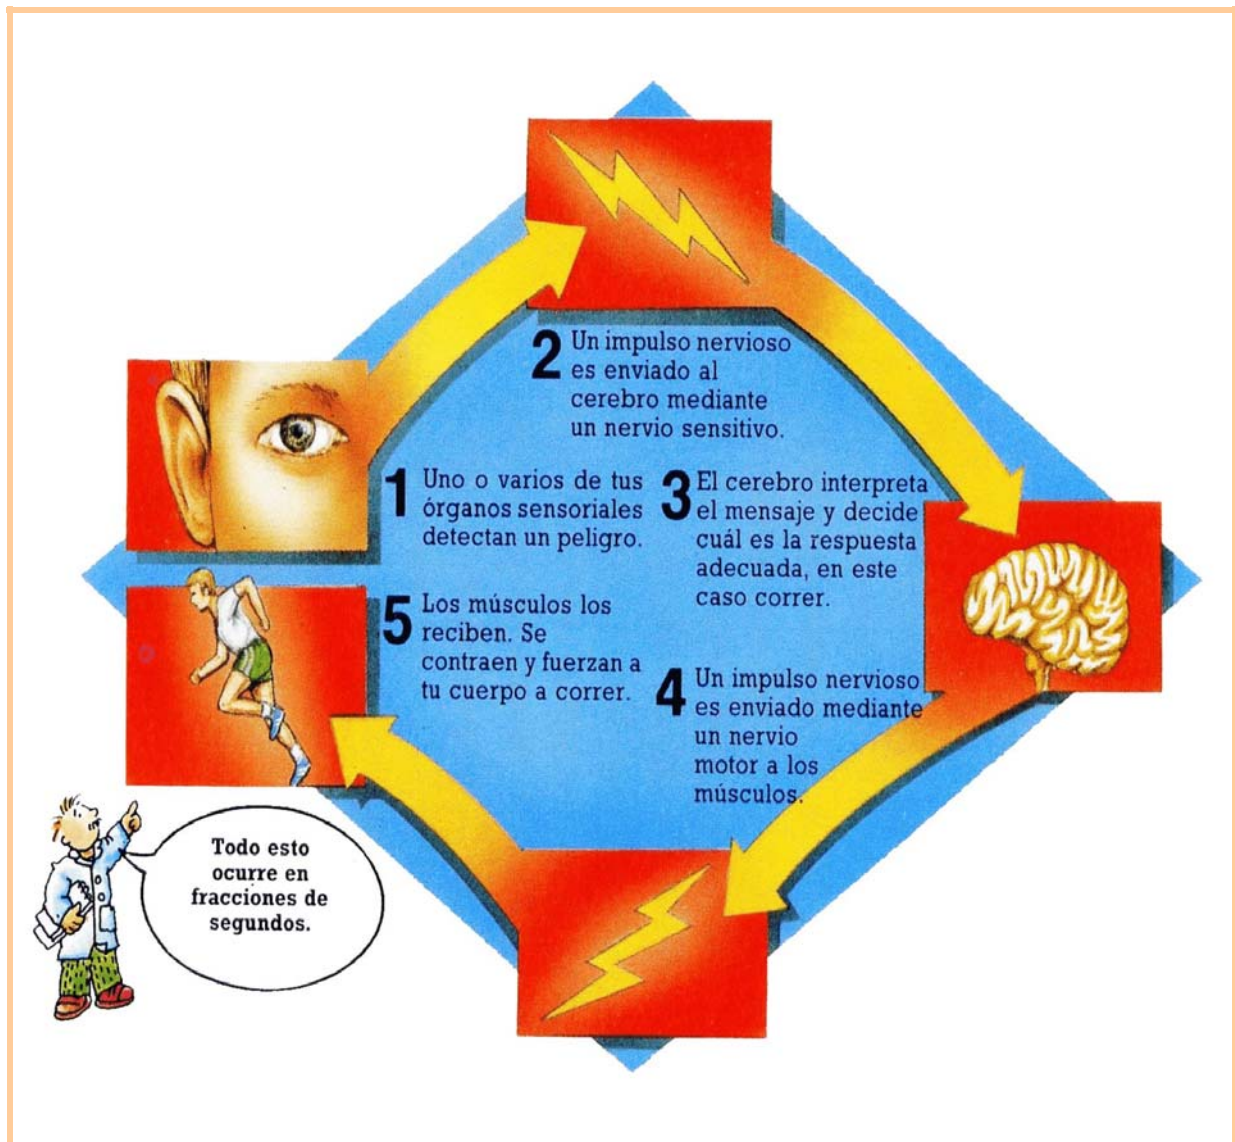 2 Un impulso nervioso
es enviado al
cerebro mediante
un nervio sensitivo.
1 Uno o varios de tus
órganos sensoriales
detectan un peligro.
3 El cerebro interpreta
el mensaje y decide
cuál es la respuesta
adecuada, en este
caso correr.
5 Los músculos los
reciben. Se
contraen y fuerzan a
tu cuerpo a correr.
4 Un impulso nervioso
es enviado mediante
un nervio
motor a los
músculos.
Todo esto
ocurre en
fracciones de
segundos.